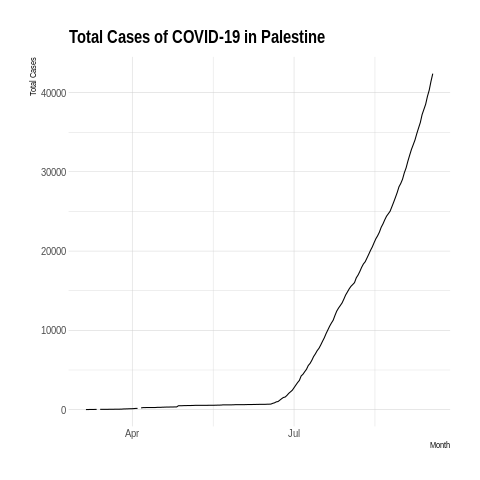 Total Cases of COVID-19 in Palestine
Total Cases
40000
30000
20000
10000
0
Apr
Jul
Month